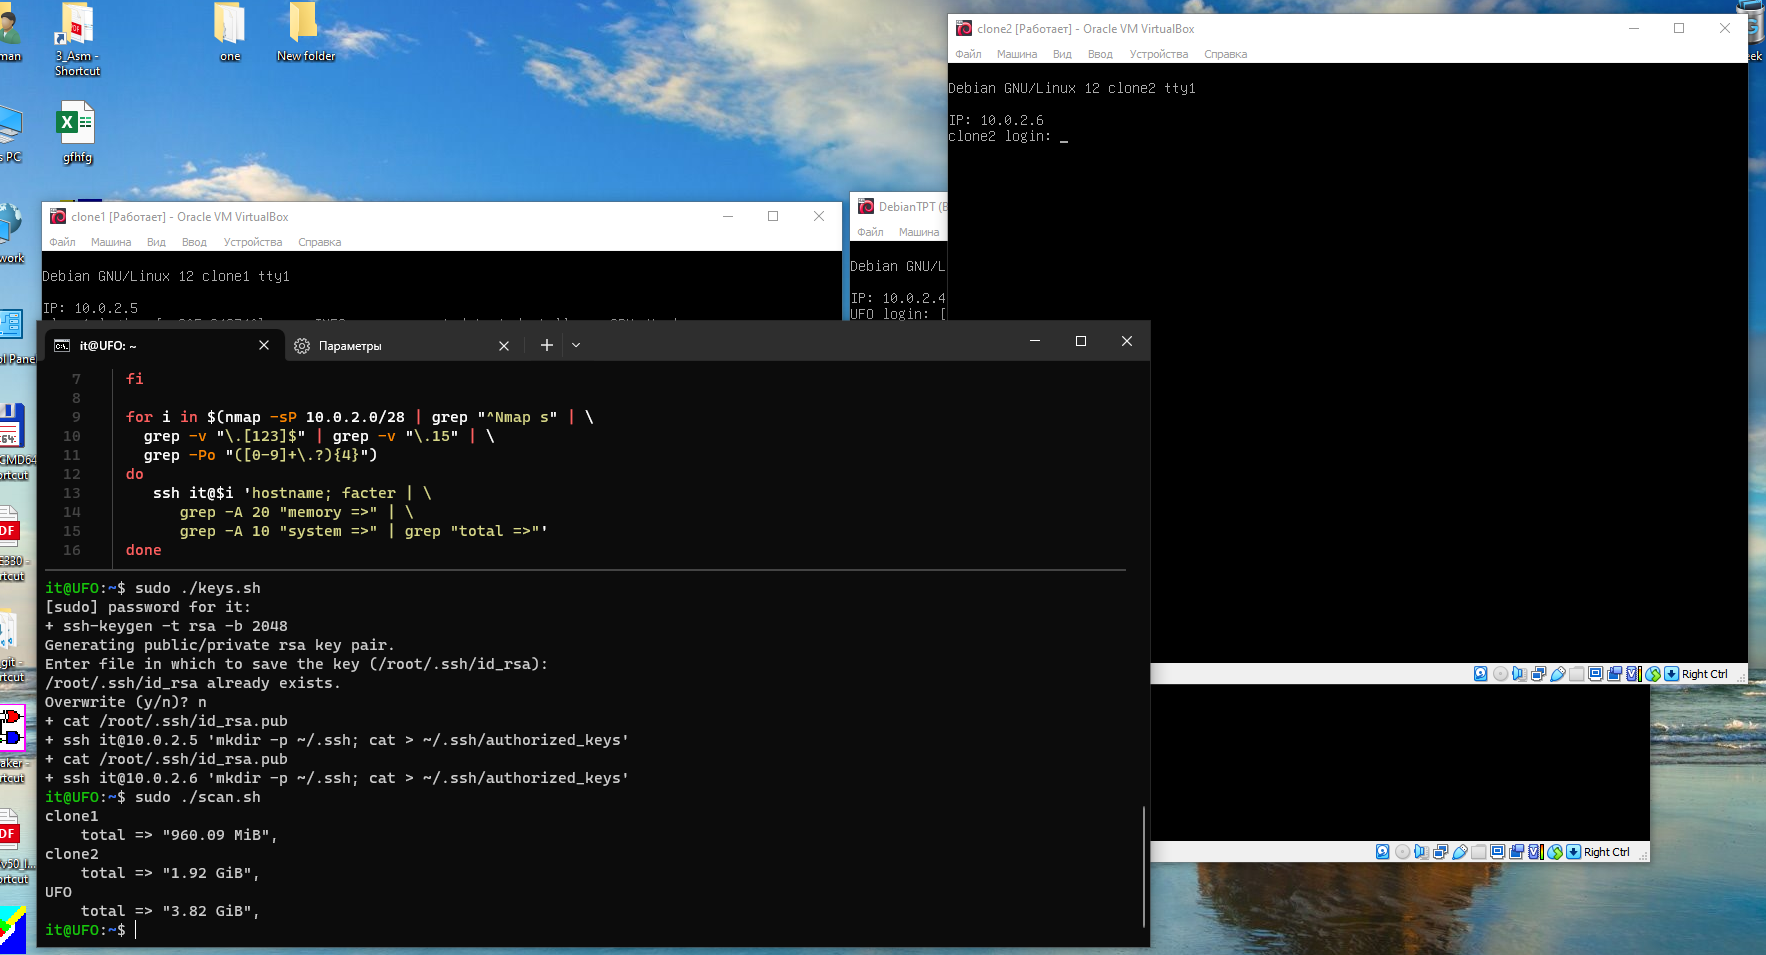 man
3_Asm -
Shortcut
one
New folder
s PC
gfhfg
work
ol Pane
CMD64
ortcut
PDF
E330 -
ortcut
git -
rtcut
aker -
rtcut
PDF
v50_I...
ortcut
eek
clone2 [Работает] - Oracle VM VirtualBox
Файл Машина Вид Ввод Устройства Справка
Debian GNU/Linux 12 clone2 tty1
IP: 10.0.2.6
clone2 login: _
Right Ctrl
clone1 [Работает] - Oracle VM VirtualBox
Файл Машина Вид Ввод Устройства Справка
Debian GNU/Linux 12 clone1 tty1
IP: 10.0.2.5
DebianTPT (
Файл Машина
Debian GNU/L
IP: 10.0.2.4
UFO login: [
Right Ctrl
it@UFO: ~
Параметры
7 fi
8
9 for i in $(nmap -sP 10.0.2.0/28 | grep "^Nmap s" | \
10 grep -v "\.[123]$" | grep -v "\.15" | \
11 grep -Po "([0-9]+\.?){4}")
12 do
13 ssh it@$i 'hostname; facter | \
14 grep -A 20 "memory =>" | \
15 grep -A 10 "system =>" | grep "total =>"'
16 done
it@UFO:~$ sudo ./keys.sh
[sudo] password for it:
+ ssh-keygen -t rsa -b 2048
Generating public/private rsa key pair.
Enter file in which to save the key (/root/.ssh/id_rsa):
/root/.ssh/id_rsa already exists.
Overwrite (y/n)? n
+ cat /root/.ssh/id_rsa.pub
+ ssh it@10.0.2.5 'mkdir -p ~/.ssh; cat > ~/.ssh/authorized_keys'
+ cat /root/.ssh/id_rsa.pub
+ ssh it@10.0.2.6 'mkdir -p ~/.ssh; cat > ~/.ssh/authorized_keys'
it@UFO:~$ sudo ./scan.sh
clone1
total => "960.09 MiB",
clone2
total => "1.92 GiB",
UFO
total => "3.82 GiB",
it@UFO:~$